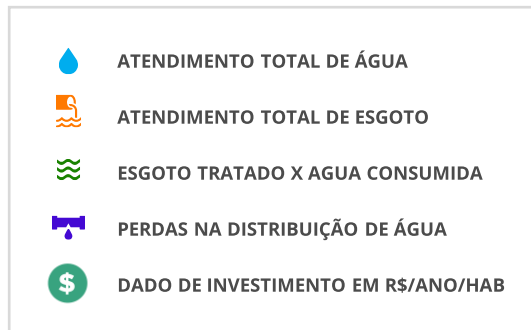 ATENDIMENTO TOTAL DE ÁGUA
ATENDIMENTO TOTAL DE ESGOTO
ESGOTO TRATADO X AGUA CONSUMIDA
PERDAS NA DISTRIBUIÇÃO DE ÁGUA
$ DADO DE INVESTIMENTO EM R$/ANO/HAB